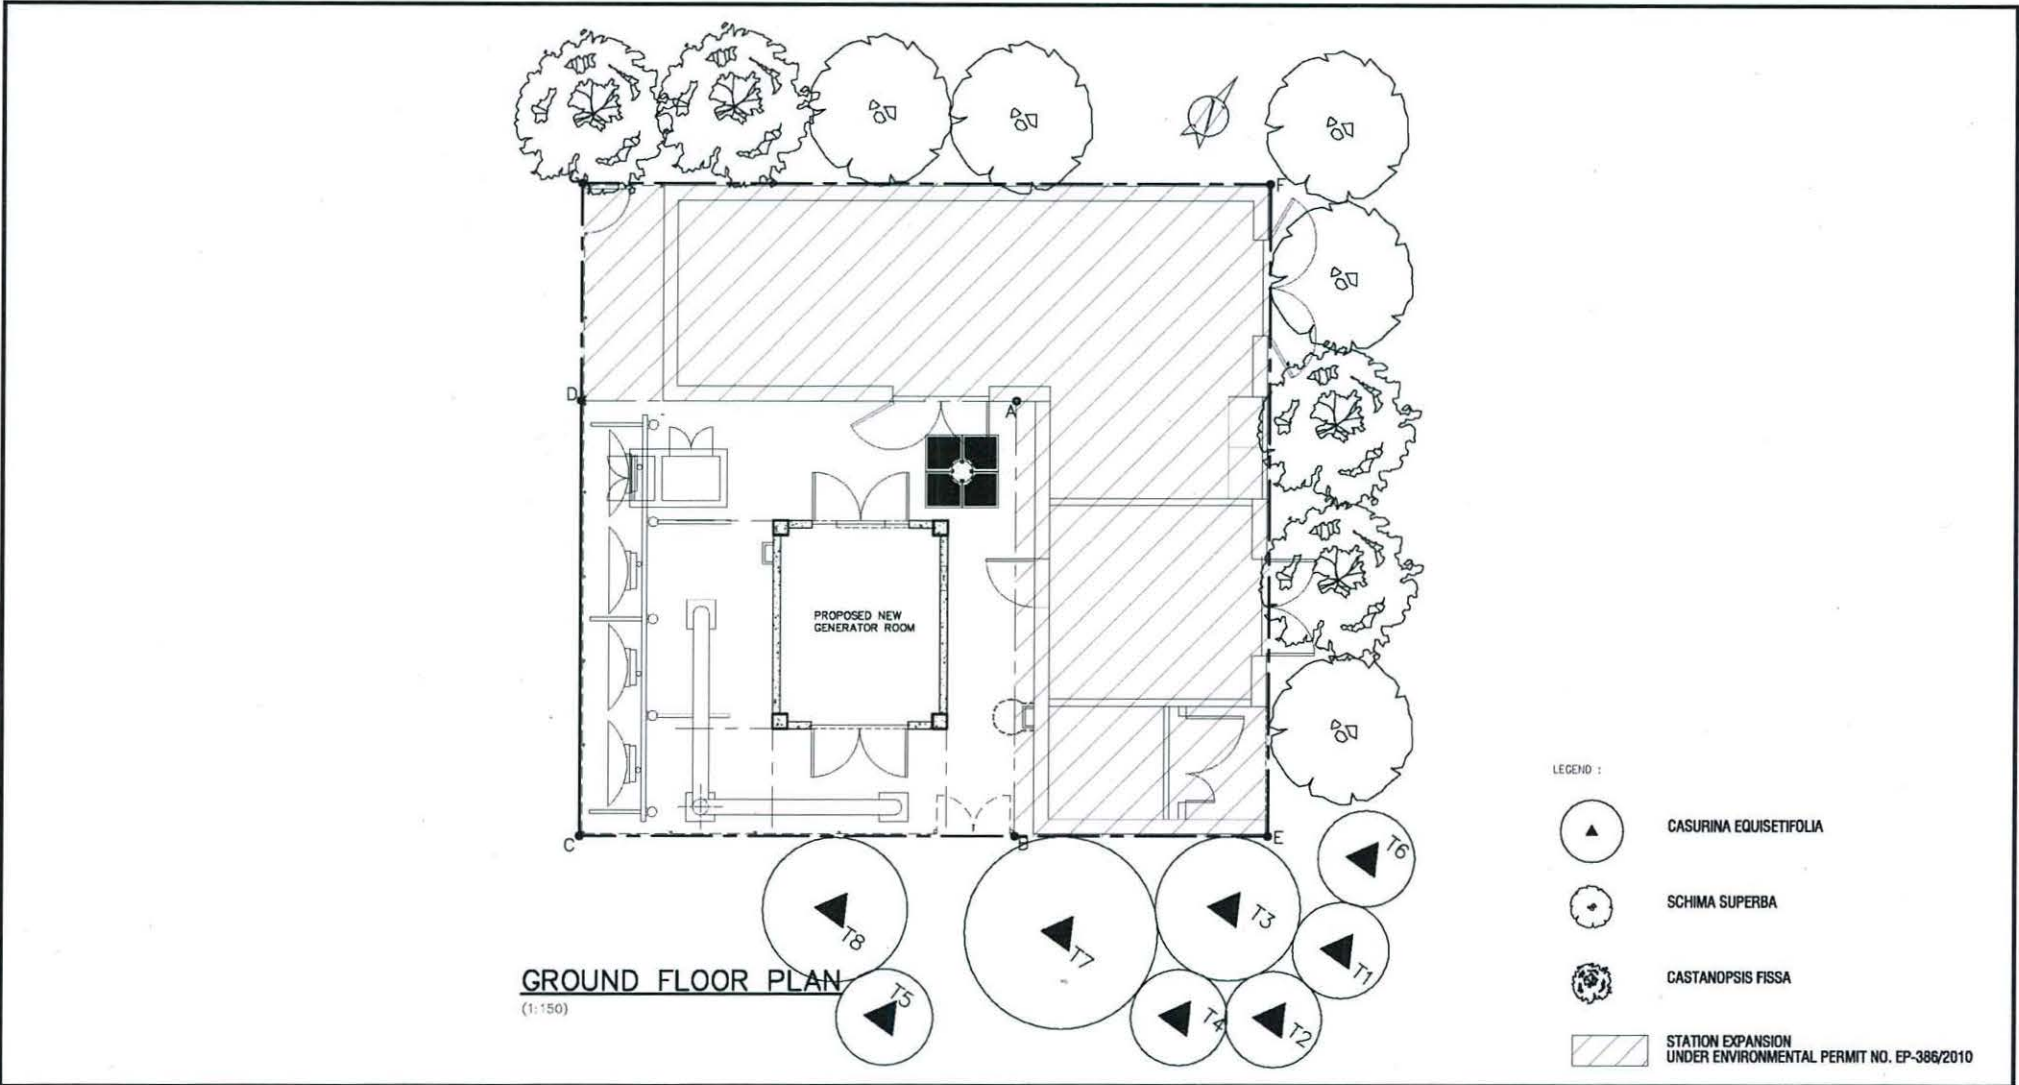 F
D
A
PROPOSED NEW
GENERATOR ROOM
C
B
E
T6
T8
T7
T3
T1
T5
T4
T2
GROUND FLOOR PLAN
(1:150)
LEGEND :
CASURINA EQUISETIFOLIA
SCHIMA SUPERBA
CASTANOPSIS FISSA
STATION EXPANSION
UNDER ENVIRONMENTAL PERMIT NO. EP-386/2010